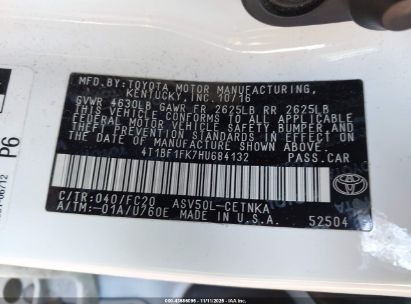 MFD.BY:TOYOTA MOTOR MANUFACTURING,
KENTUCKY,INC. 10/16
GVWR 4630LB GAWR FR 2625LB RR 2625LB
THIS VEHICLE CONFORMS TO ALL APPLICABLE
FEDERAL MOTOR VEHICLE SAFETY, BUMPER, AND
THEFT PREVENTION STANDARDS IN EFFECT ON
THE DATE OF MANUFACTURE SHOWN ABOVE.
4T1BF1FK7HU684132 PASS.CAR
C/TR:040/FC20 ASV50L-CETNKA
A/TM:-01A/U760E MADE IN U.S.A.
TOYOTA
52504
P6